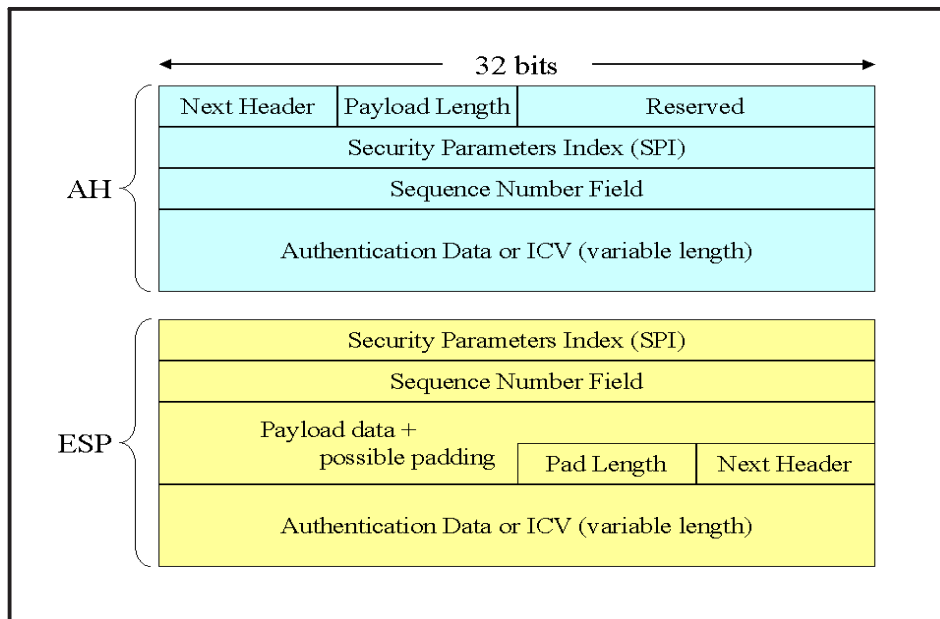 32 bits
AH
Next Header
Payload Length
Reserved
Security Parameters Index (SPI)
Sequence Number Field
Authentication Data or ICV (variable length)
ESP
Security Parameters Index (SPI)
Sequence Number Field
Payload data +
possible padding
Pad Length
Next Header
Authentication Data or ICV (variable length)